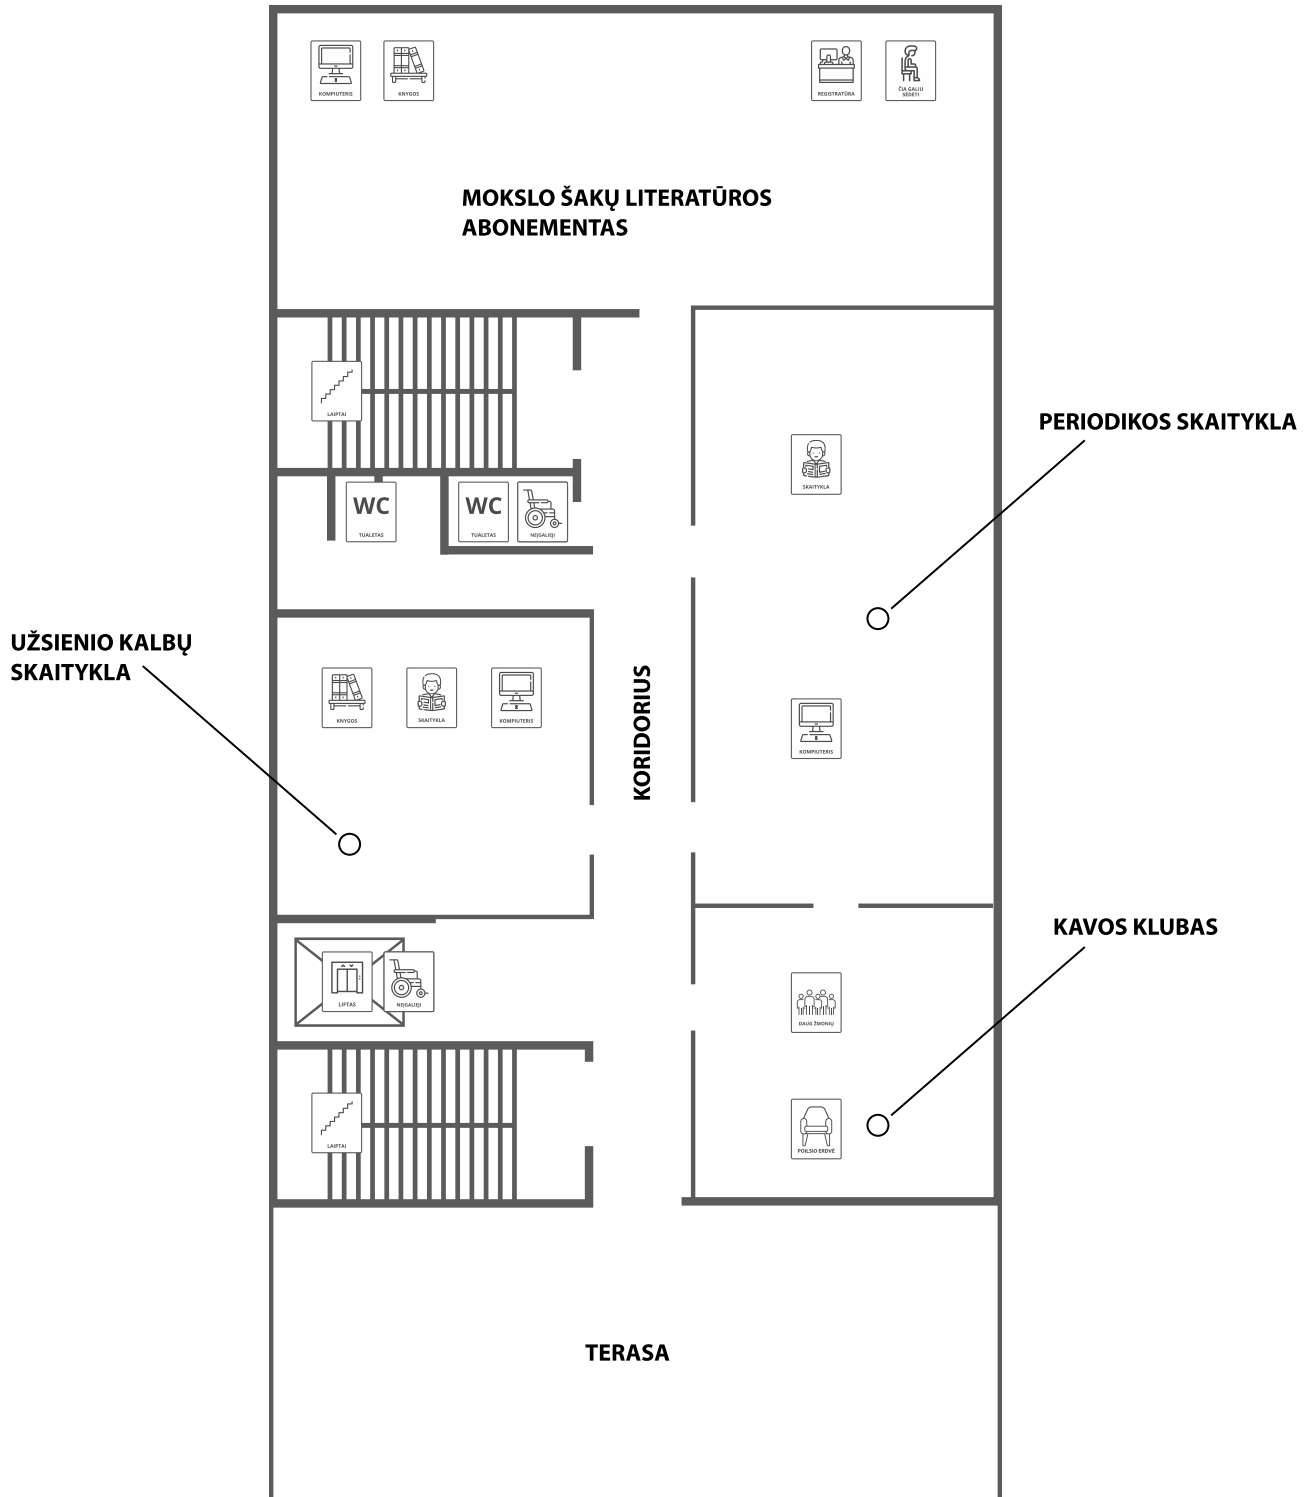 KOMPIUTERIS
KNYGOS
REGISTRATŪRA
ČIA GALIU
SĖDĖTI
MOKSLO ŠAKŲ LITERATŪROS
ABONEMENTAS
LAIPTAI
PERIODIKOS SKAITYKLA
SKAITYKLA
WC
TUALETAS
WC
TUALETAS
NEĮGALIEJI
UŽSIENIO KALBŲ
SKAITYKLA
KNYGOS
SKAITYKLA
KOMPIUTERIS
KORIDORIUS
KOMPIUTERIS
KAVOS KLUBAS
LIFTAS
NEĮGALIEJI
DAUG ŽMONIŲ
LAIPTAI
POILSIO ERDVĖ
TERASA